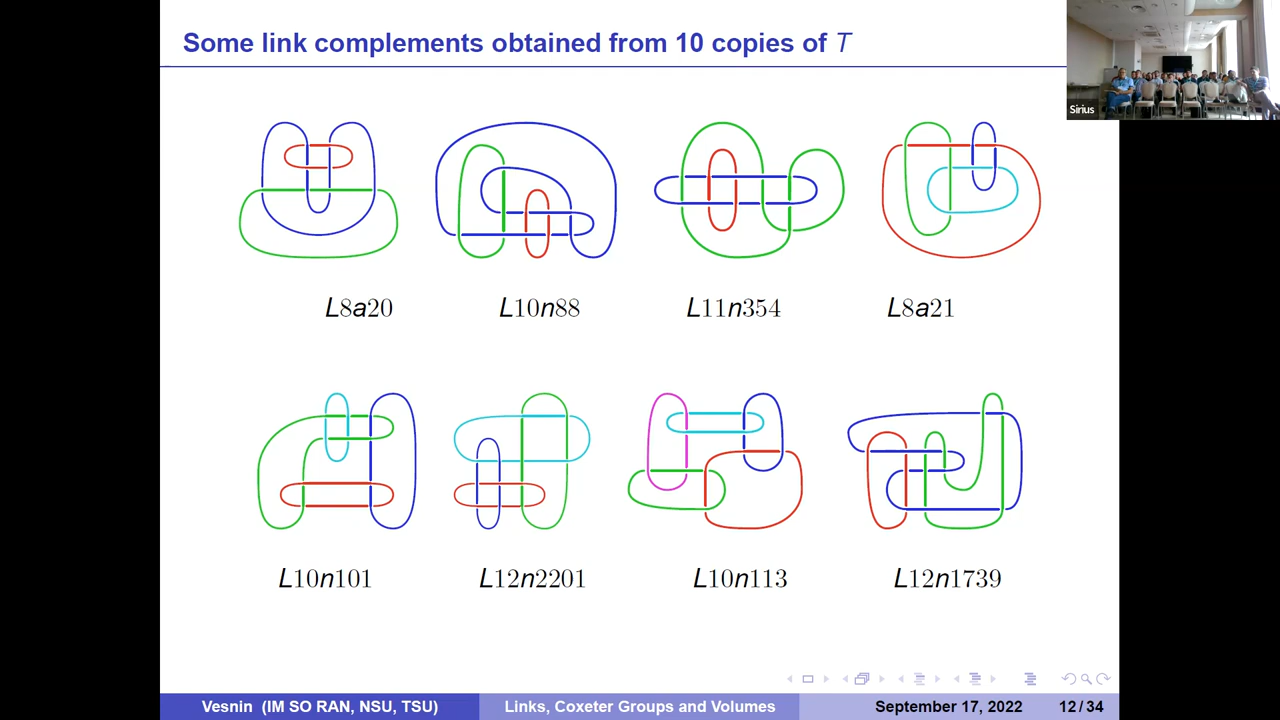 Some link complements obtained from 10 copies of T
Sirius
L8a20 L10n88 L11n354 L8a21
L10n101 L12n2201 L10n113 L12n1739
Vesnin (IM SO RAN, NSU, TSU) Links, Coxeter Groups and Volumes September 17, 2022 12 / 34